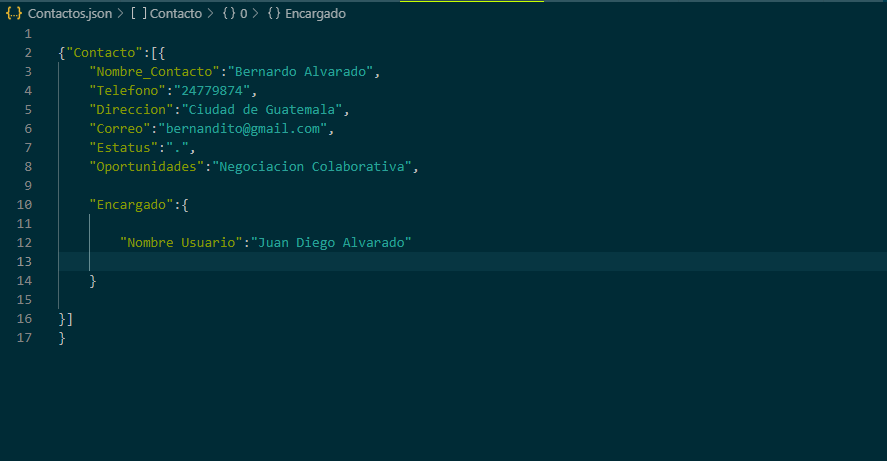 {..} Contactos.json > [ ] Contacto > {} 0 > {} Encargado
1
2 {"Contacto":[{
3 "Nombre_Contacto":"Bernardo Alvarado",
4 "Telefono":"24779874",
5 "Direccion":"Ciudad de Guatemala",
6 "Correo":"bernandito@gmail.com",
7 "Estatus":".",
8 "Oportunidades":"Negociacion Colaborativa",
9
10 "Encargado":{
11
12 "Nombre Usuario":"Juan Diego Alvarado"
13
14 }
15
16 }]
17 }